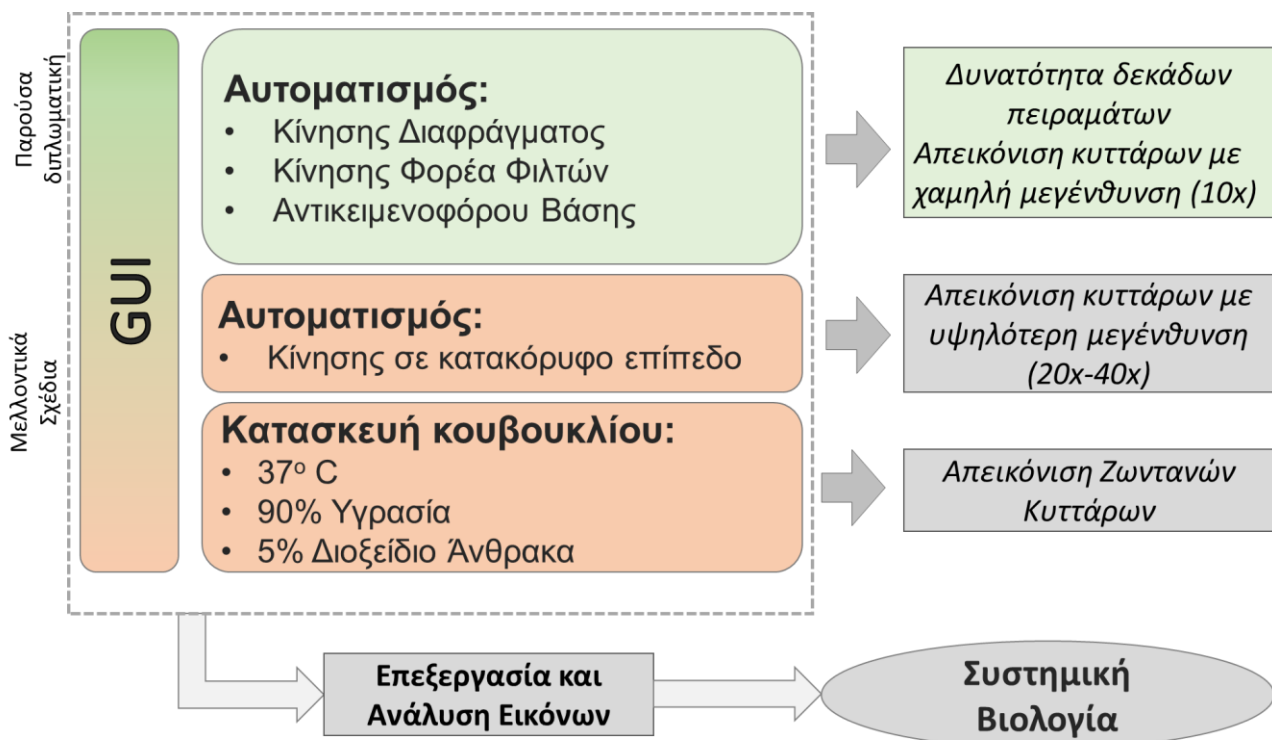 Παρούσα
διπλωματική
Μελλοντικά
Σχέδια
GUI
Αυτοματισμός:
• Κίνησης Διαφράγματος
• Κίνησης Φορέα Φιλτών
• Αντικειμενοφόρου Βάσης
Δυνατότητα δεκάδων
πειραμάτων
Απεικόνιση κυττάρων με
χαμηλή μεγένθυνση (10x)
Αυτοματισμός:
• Κίνησης σε κατακόρυφο επίπεδο
Απεικόνιση κυττάρων με
υψηλότερη μεγένθυνση
(20x-40x)
Κατασκευή κουβουκλίου:
• 37ο C
• 90% Υγρασία
• 5% Διοξείδιο Άνθρακα
Απεικόνιση Ζωντανών
Κυττάρων
Επεξεργασία και
Ανάλυση Εικόνων
Συστημική
Βιολογία